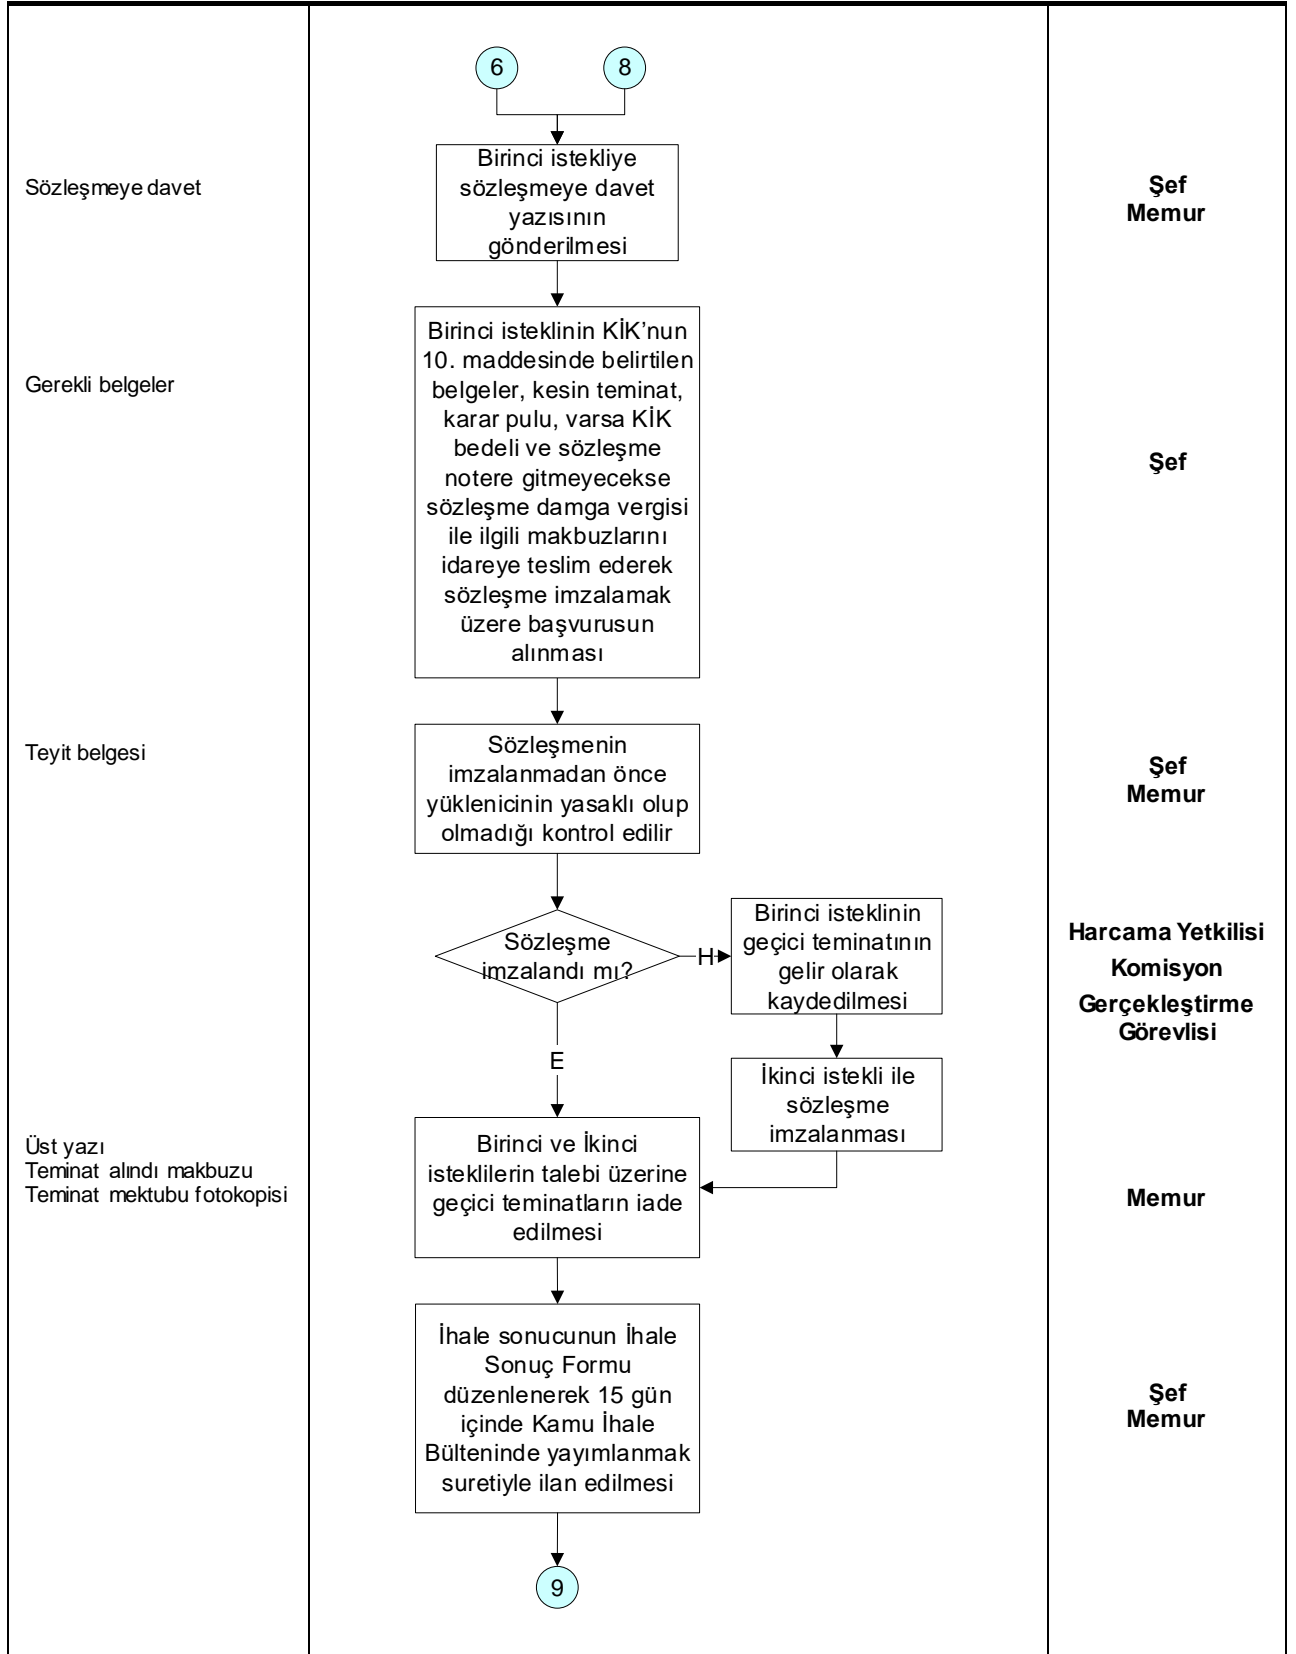 6
8
Birinci istekliye
sözleşmeye davet
yazısının
gönderilmesi
Sözleşmeye davet
Şef
Memur
Birinci isteklinin KİK’nun
10. maddesinde belirtilen
belgeler, kesin teminat,
karar pulu, varsa KİK
bedeli ve sözleşme
notere gitmeyecekse
sözleşme damga vergisi
ile ilgili makbuzlarını
idareye teslim ederek
sözleşme imzalamak
üzere başvurusun
alınması
Gerekli belgeler
Şef
Sözleşmenin
imzalanmadan önce
yüklenicinin yasaklı olup
olmadığı kontrol edilir
Teyit belgesi
Şef
Memur
Sözleşme
imzalandı mı?
H
E
Birinci isteklinin
geçici teminatının
gelir olarak
kaydedilmesi
Harcama Yetkilisi
Komisyon
Gerçekleştirme
Görevlisi
İkinci istekli ile
sözleşme
imzalanması
Üst yazı
Teminat alındı makbuzu
Teminat mektubu fotokopisi
Birinci ve İkinci
isteklilerin talebi üzerine
geçici teminatların iade
edilmesi
Memur
İhale sonucunun İhale
Sonuç Formu
düzenlenerek 15 gün
içinde Kamu İhale
Bülteninde yayımlanmak
suretiyle ilan edilmesi
Şef
Memur
9